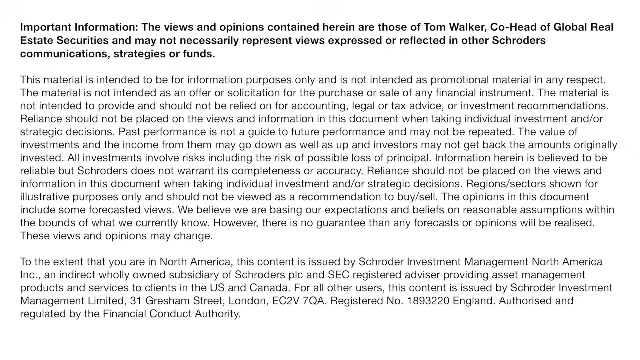 Important Information: The views and opinions contained herein are those of Tom Walker, Co-Head of Global Real
Estate Securities and may not necessarily represent views expressed or reflected in other Schroders
communications, strategies or funds.
This material is intended to be for information purposes only and is not intended as promotional material in any respect.
The material is not intended as an offer or solicitation for the purchase or sale of any financial instrument. The material is
not intended to provide and should not be relied on for accounting, legal or tax advice, or investment recommendations.
Reliance should not be placed on the views and information in this document when taking individual investment and/or
strategic decisions. Past performance is not a guide to future performance and may not be repeated. The value of
investments and the income from them may go down as well as up and investors may not get back the amounts originally
invested. All investments involve risks including the risk of possible loss of principal. Information herein is believed to be
reliable but Schroders does not warrant its completeness or accuracy. Reliance should not be placed on the views and
information in this document when taking individual investment and/or strategic decisions. Regions/sectors shown for
illustrative purposes only and should not be viewed as a recommendation to buy/sell. The opinions in this document
include some forecasted views. We believe we are basing our expectations and beliefs on reasonable assumptions within
the bounds of what we currently know. However, there is no guarantee than any forecasts or opinions will be realised.
These views and opinions may change.
To the extent that you are in North America, this content is issued by Schroder Investment Management North America
Inc., an indirect wholly owned subsidiary of Schroders plc and SEC registered adviser providing asset management
products and services to clients in the US and Canada. For all other users, this content is issued by Schroder Investment
Management Limited, 31 Gresham Street, London, EC2V 7QA. Registered No. 1893220 England. Authorised and
regulated by the Financial Conduct Authority.